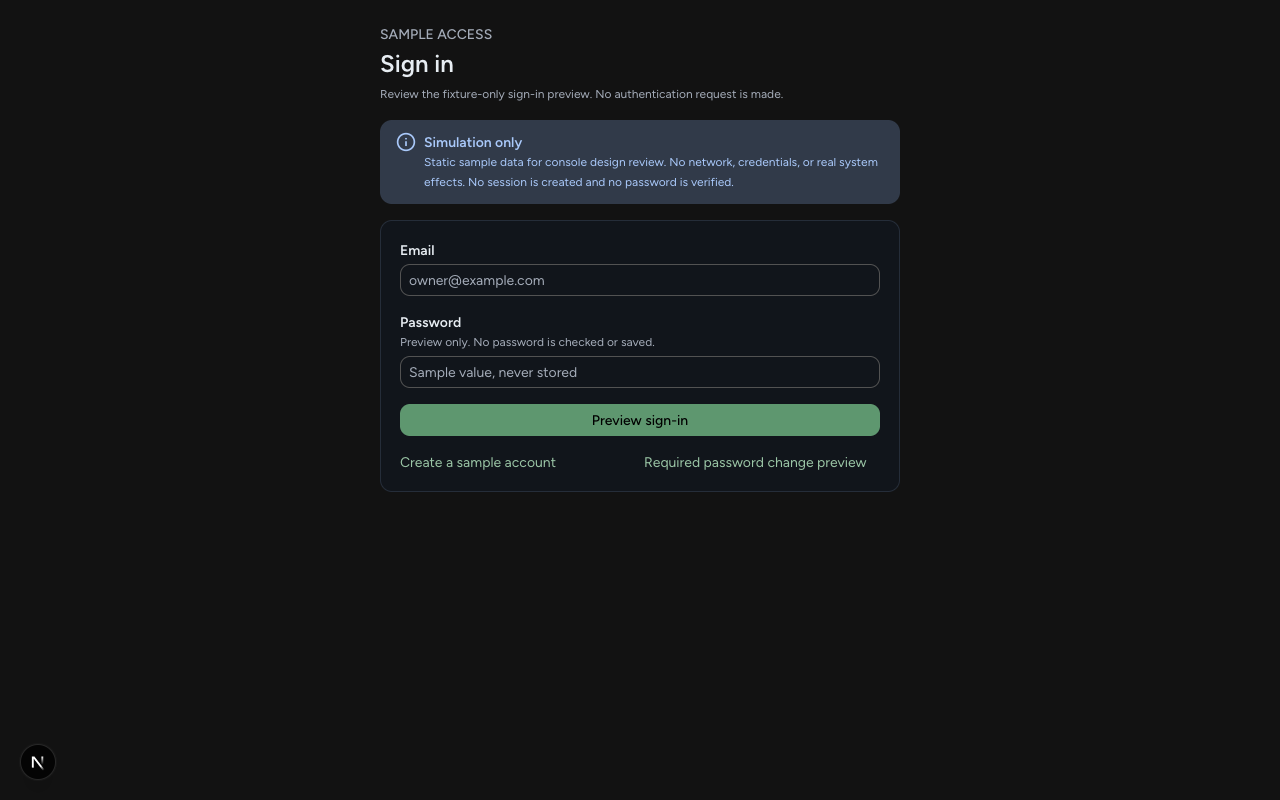 SAMPLE ACCESS
Sign in
Review the fixture-only sign-in preview. No authentication request is made.
Simulation only
Static sample data for console design review. No network, credentials, or real system
effects. No session is created and no password is verified.
Email
owner@example.com
Password
Preview only. No password is checked or saved.
Sample value, never stored
Preview sign-in
Create a sample account
Required password change preview
N